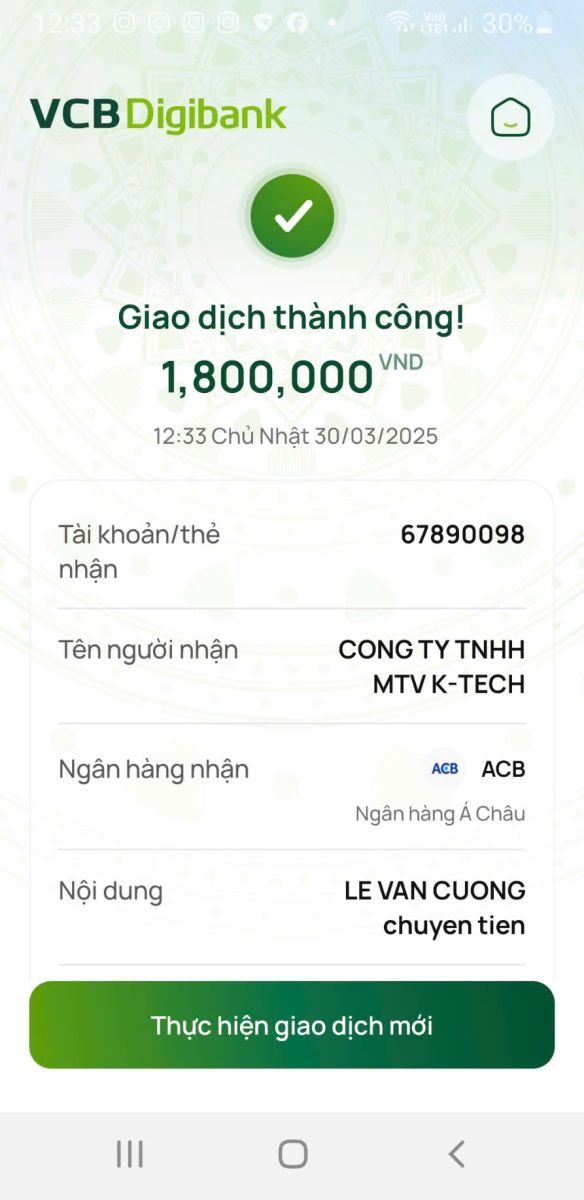 12:33
Vo))
LTE1
30%
VCB Digibank
Giao dịch thành công!
1,800,000 VND
12:33 Chủ Nhật 30/03/2025
Tài khoản/thẻ
nhận
67890098
Tên người nhận
CONG TY TNHH
MTV K-TECH
Ngân hàng nhận
ACB ACB
Ngân hàng Á Châu
Nội dung
LE VAN CUONG
chuyen tien
Thực hiện giao dịch mới